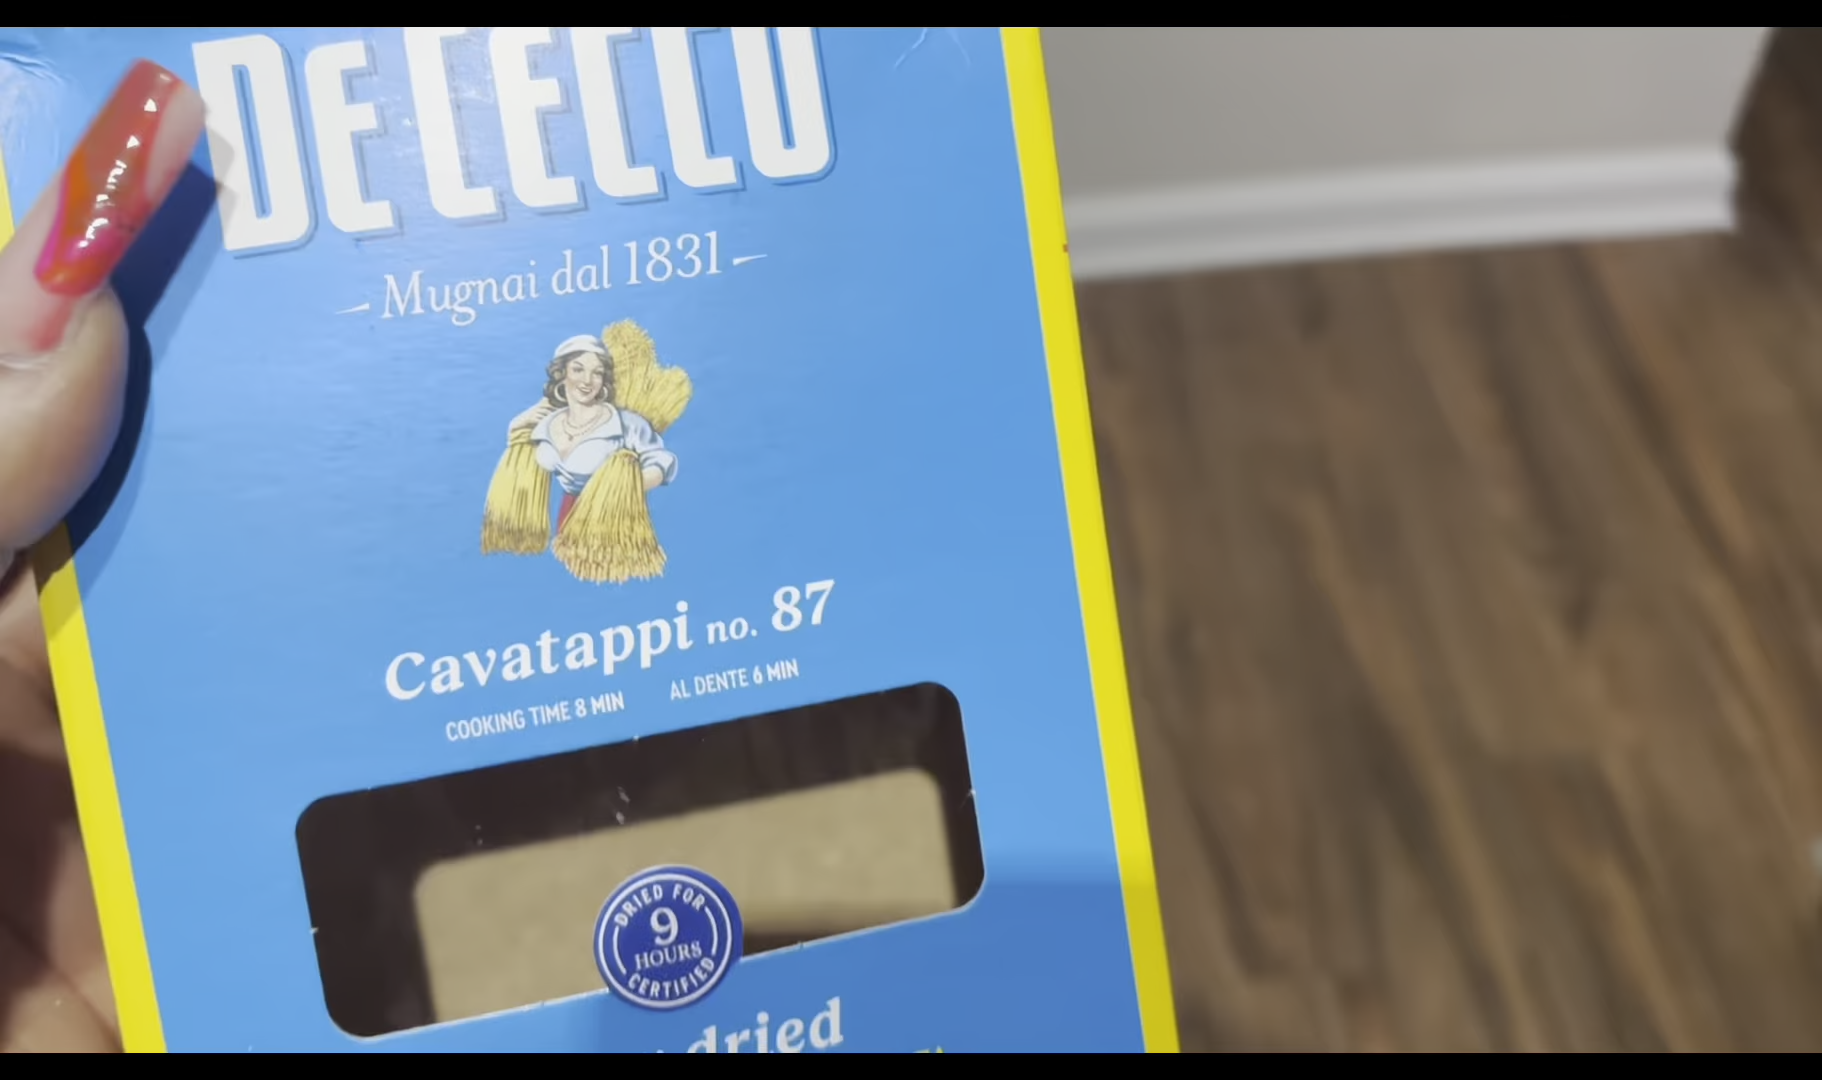 DE CECCO
Mugnai dal 1831
Cavatappi no. 87
COOKING TIME 8 MIN AL DENTE 6 MIN
DRIED FOR
9
HOURS
CERTIFIED
dried